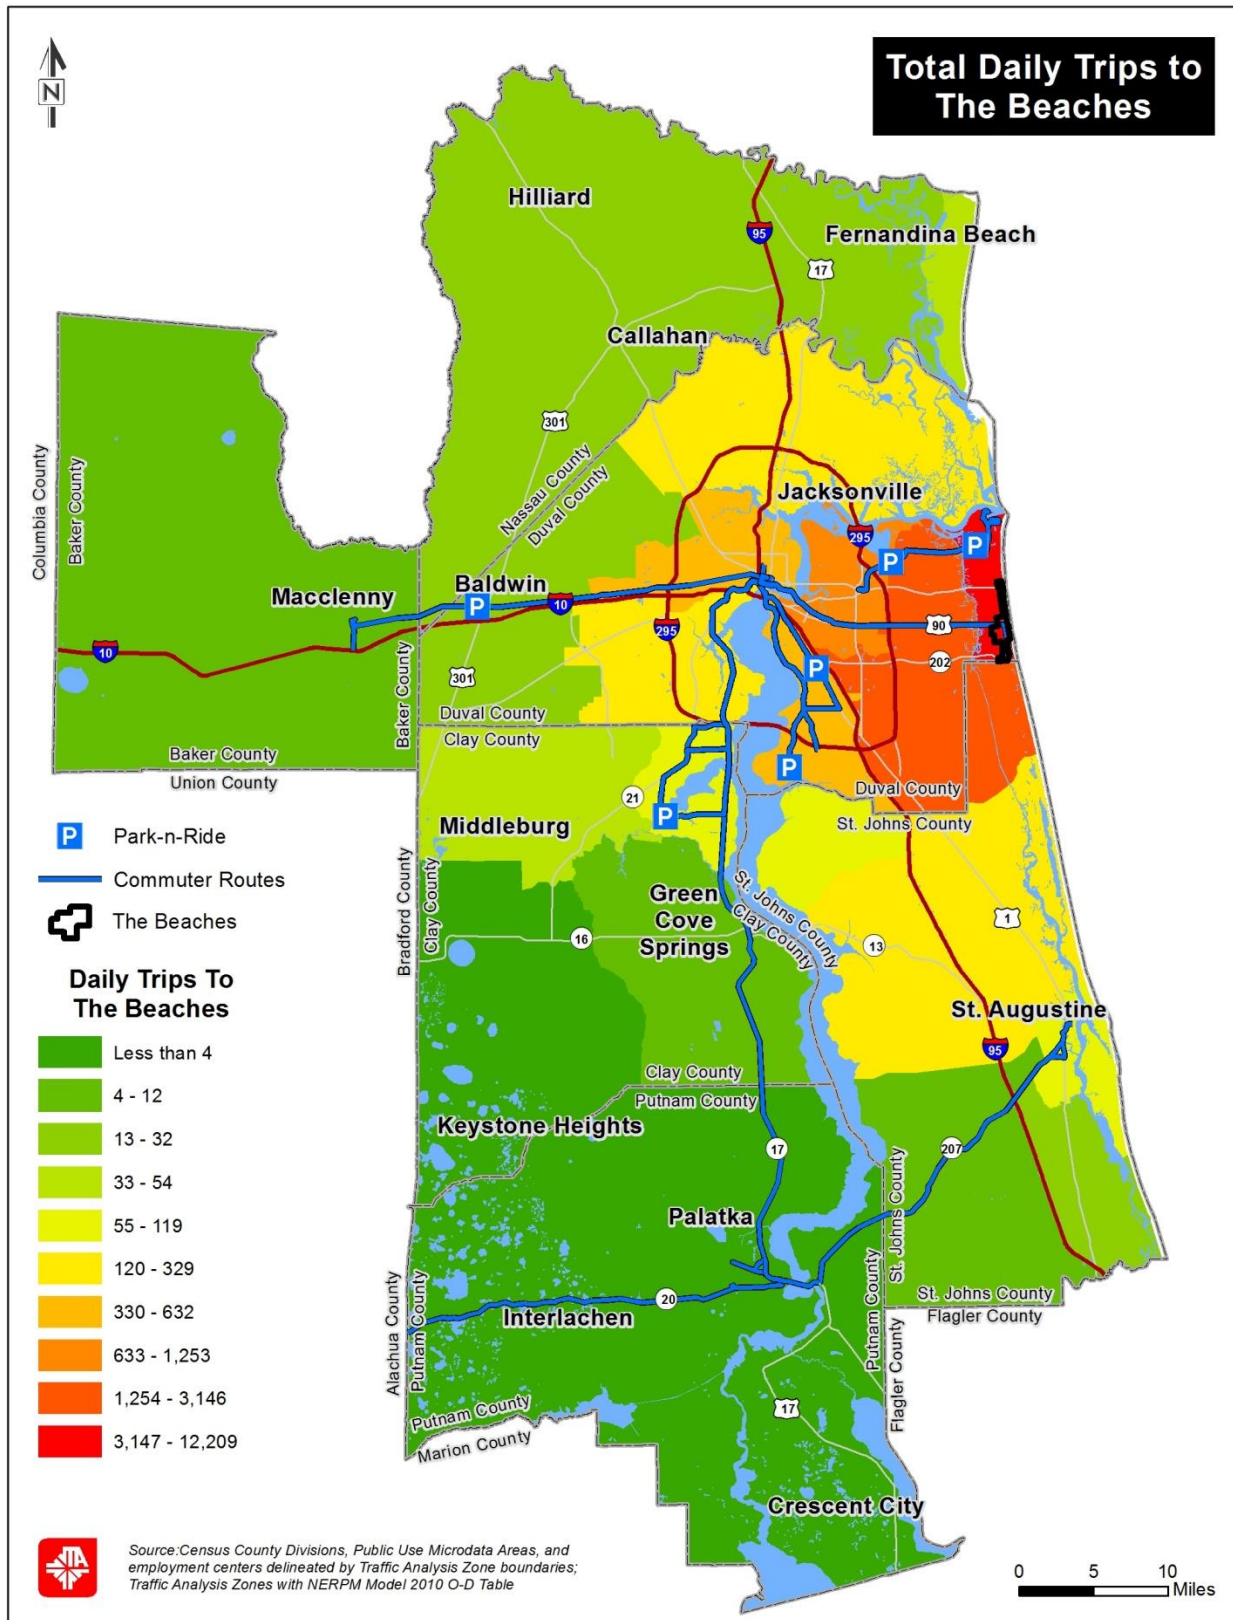 Total Daily Trips to
The Beaches
N
Hilliard
95
Fernandina Beach
17
Callahan
301
Columbia County
Baker County
Nassau County
Duval County
Jacksonville
295
P
P
Macclenny
Baldwin
P
10
295
90
10
301
P
202
Baker County
Duval County
Duval County
Clay County
Baker County
Union County
P
21
P
Duval County
St. Johns County
P
Park-n-Ride
Middleburg
Commuter Routes
The Beaches
Bradford County
Clay County
Green
Cove
Springs
St. Johns County
Clay County
16
13
1
Daily Trips To
The Beaches
St. Augustine
95
Less than 4
4 - 12
13 - 32
33 - 54
55 - 119
120 - 329
330 - 632
633 - 1,253
1,254 - 3,146
3,147 - 12,209
Clay County
Putnam County
Keystone Heights
17
207
Palatka
Putnam County
St. Johns County
Alachua County
Putnam County
20
Interlachen
St. Johns County
Flagler County
Putnam County
Flagler County
Putnam County
Marion County
17
Crescent City
JTA
Source:Census County Divisions, Public Use Microdata Areas, and
employment centers delineated by Traffic Analysis Zone boundaries;
Traffic Analysis Zones with NERPM Model 2010 O-D Table
0 5 10
Miles